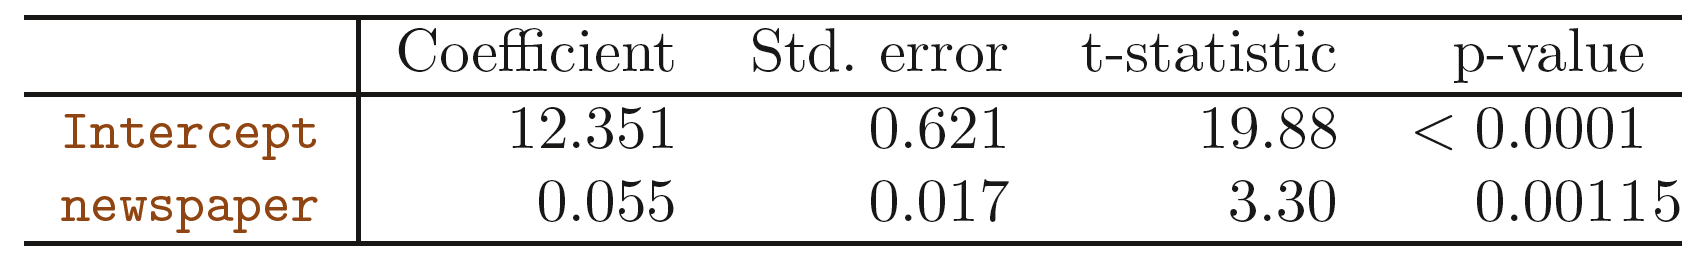 Coefficient Std. error t-statistic p-value
Intercept 12.351 0.621 19.88 < 0.0001
newspaper 0.055 0.017 3.30 0.00115